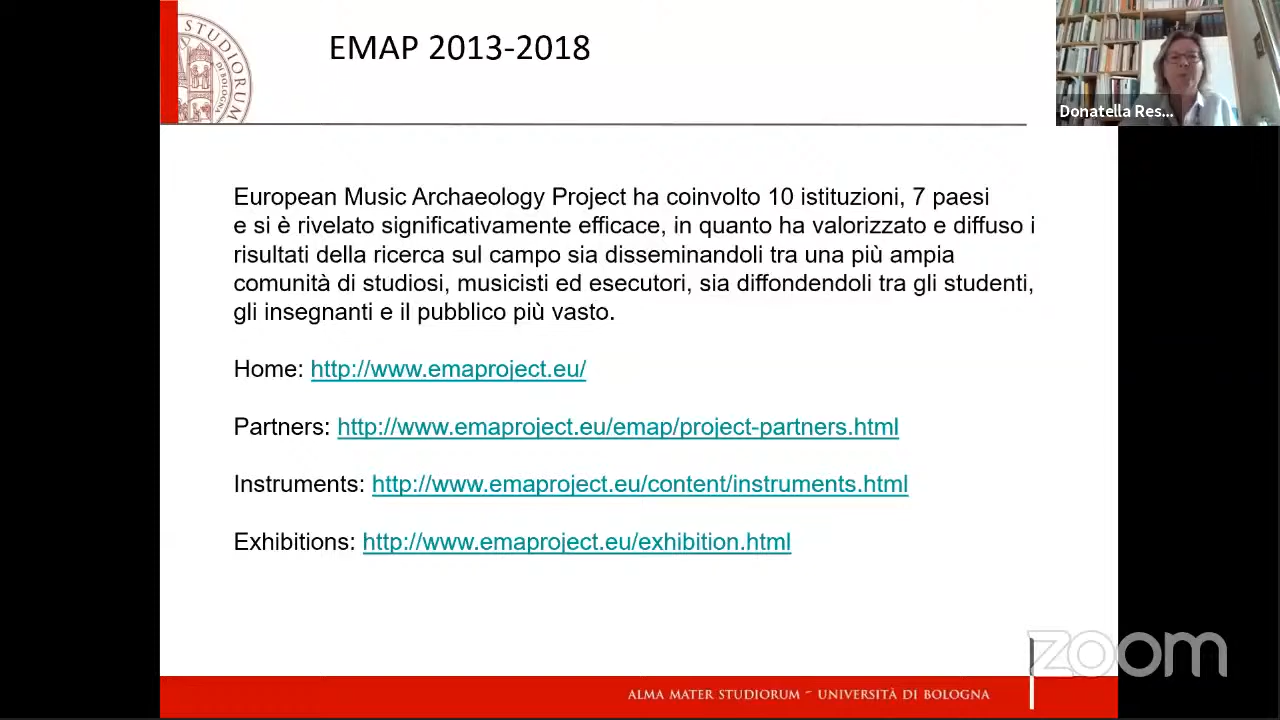 STUDIORUM
DI BOLOGNA
EMAP 2013-2018
Donatella Res...
European Music Archaeology Project ha coinvolto 10 istituzioni, 7 paesi
e si è rivelato significativamente efficace, in quanto ha valorizzato e diffuso i
risultati della ricerca sul campo sia disseminandoli tra una più ampia
comunità di studiosi, musicisti ed esecutori, sia diffondendoli tra gli studenti,
gli insegnanti e il pubblico più vasto.
Home: http://www.emaproject.eu/
Partners: http://www.emaproject.eu/emap/project-partners.html
Instruments: http://www.emaproject.eu/content/instruments.html
Exhibitions: http://www.emaproject.eu/exhibition.html
zoom
ALMA MATER STUDIORUM ~ UNIVERSITÀ DI BOLOGNA